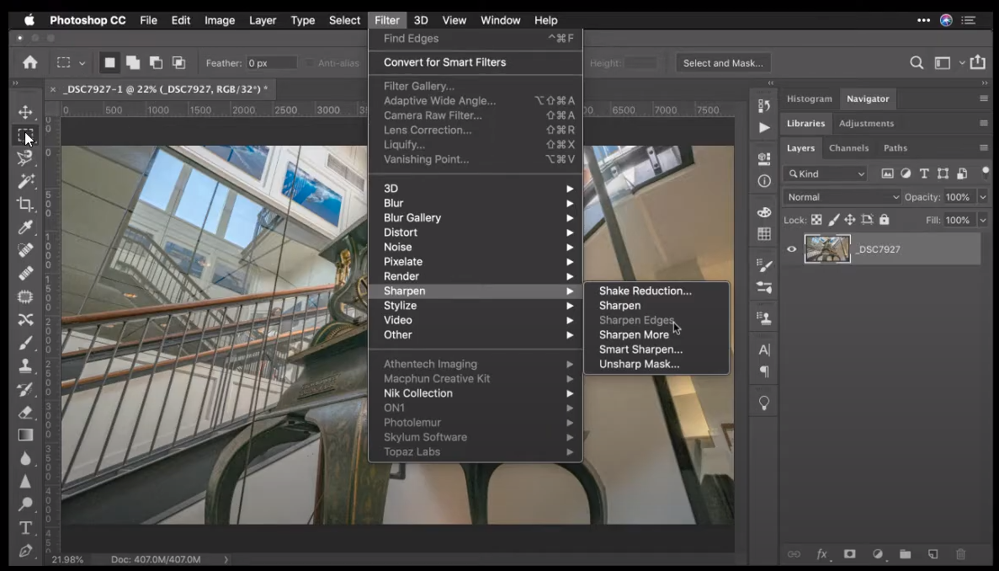 Photoshop CC File Edit Image Layer Type Select Filter 3D View Window Help
Feather: 0 px Anti-alias Height: Select and Mask...
× _DSC7927-1 @ 22% (_DSC7927, RGB/32*) *
0 500 1000 1500 2000 2500 3000 6500 7000 7500
Find Edges ^⌘F
Convert for Smart Filters
Filter Gallery...
Adaptive Wide Angle... ⌥⇧⌘A
Camera Raw Filter... ⇧⌘A
Lens Correction... ⇧⌘R
Liquify... ⇧⌘X
Vanishing Point... ⌥⌘V
3D
Blur
Blur Gallery
Distort
Noise
Pixelate
Render
Sharpen
Stylize
Video
Other
Athentech Imaging
Macphun Creative Kit
Nik Collection
ON1
Photolemur
Skylum Software
Topaz Labs
Shake Reduction...
Sharpen
Sharpen Edges
Sharpen More
Smart Sharpen...
Unsharp Mask...
Histogram Navigator
Libraries Adjustments
Layers Channels Paths
Kind
Normal Opacity: 100%
Lock: Fill: 100%
_DSC7927
fx
21.98% Doc: 407.0M/407.0M